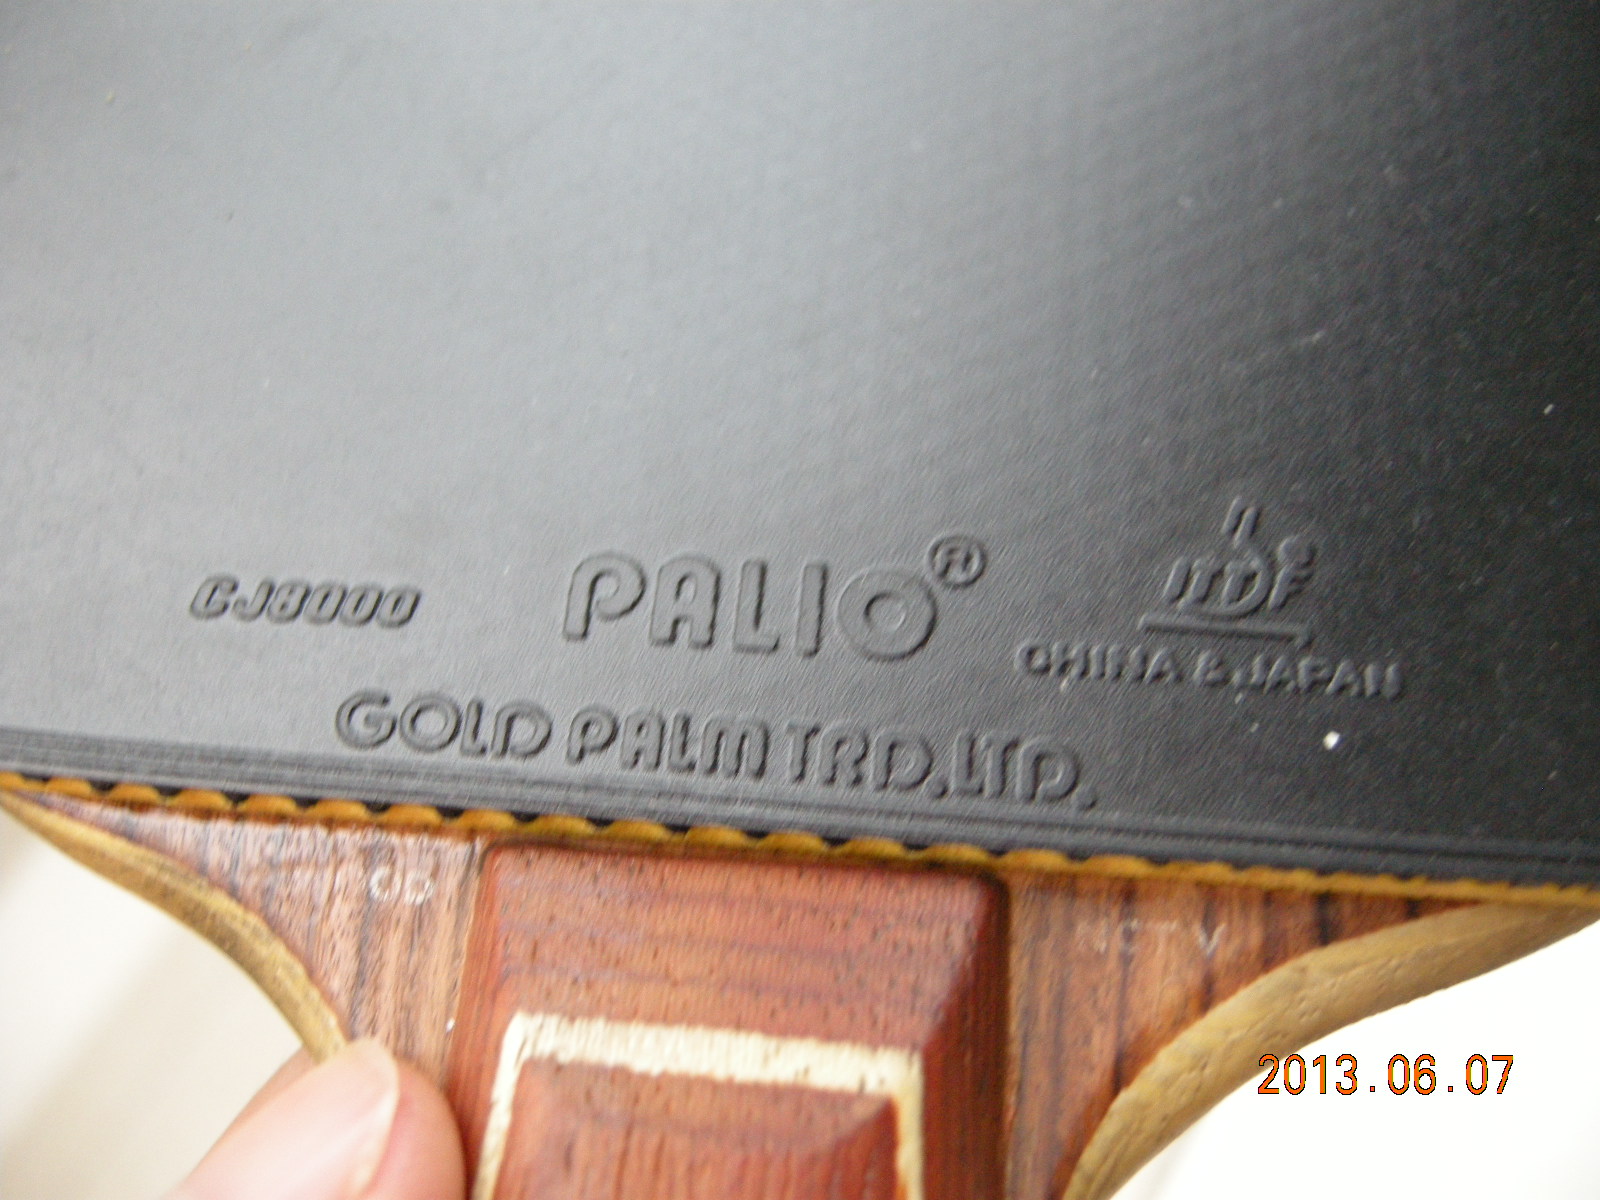 CJ8000
PALIO®
ITTF
CHINA & JAPAN
GOLD PALM TRD.LTD.
2013.06.07